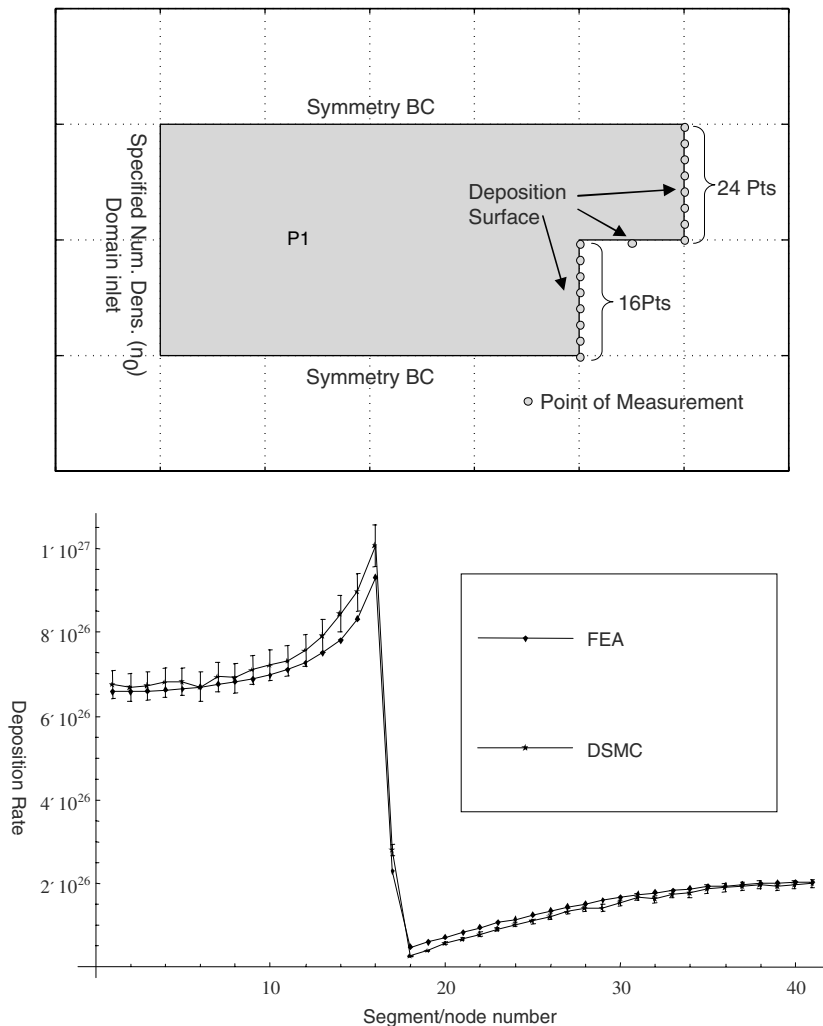 Symmetry BC
Specified Num. Dens. (n0)
Domain inlet
Deposition
Surface
24 Pts
P1
16Pts
Symmetry BC
Point of Measurement
1´ 10^27
8´ 10^26
6´ 10^26
4´ 10^26
2´ 10^26
Deposition Rate
FEA
DSMC
10
20
30
40
Segment/node number